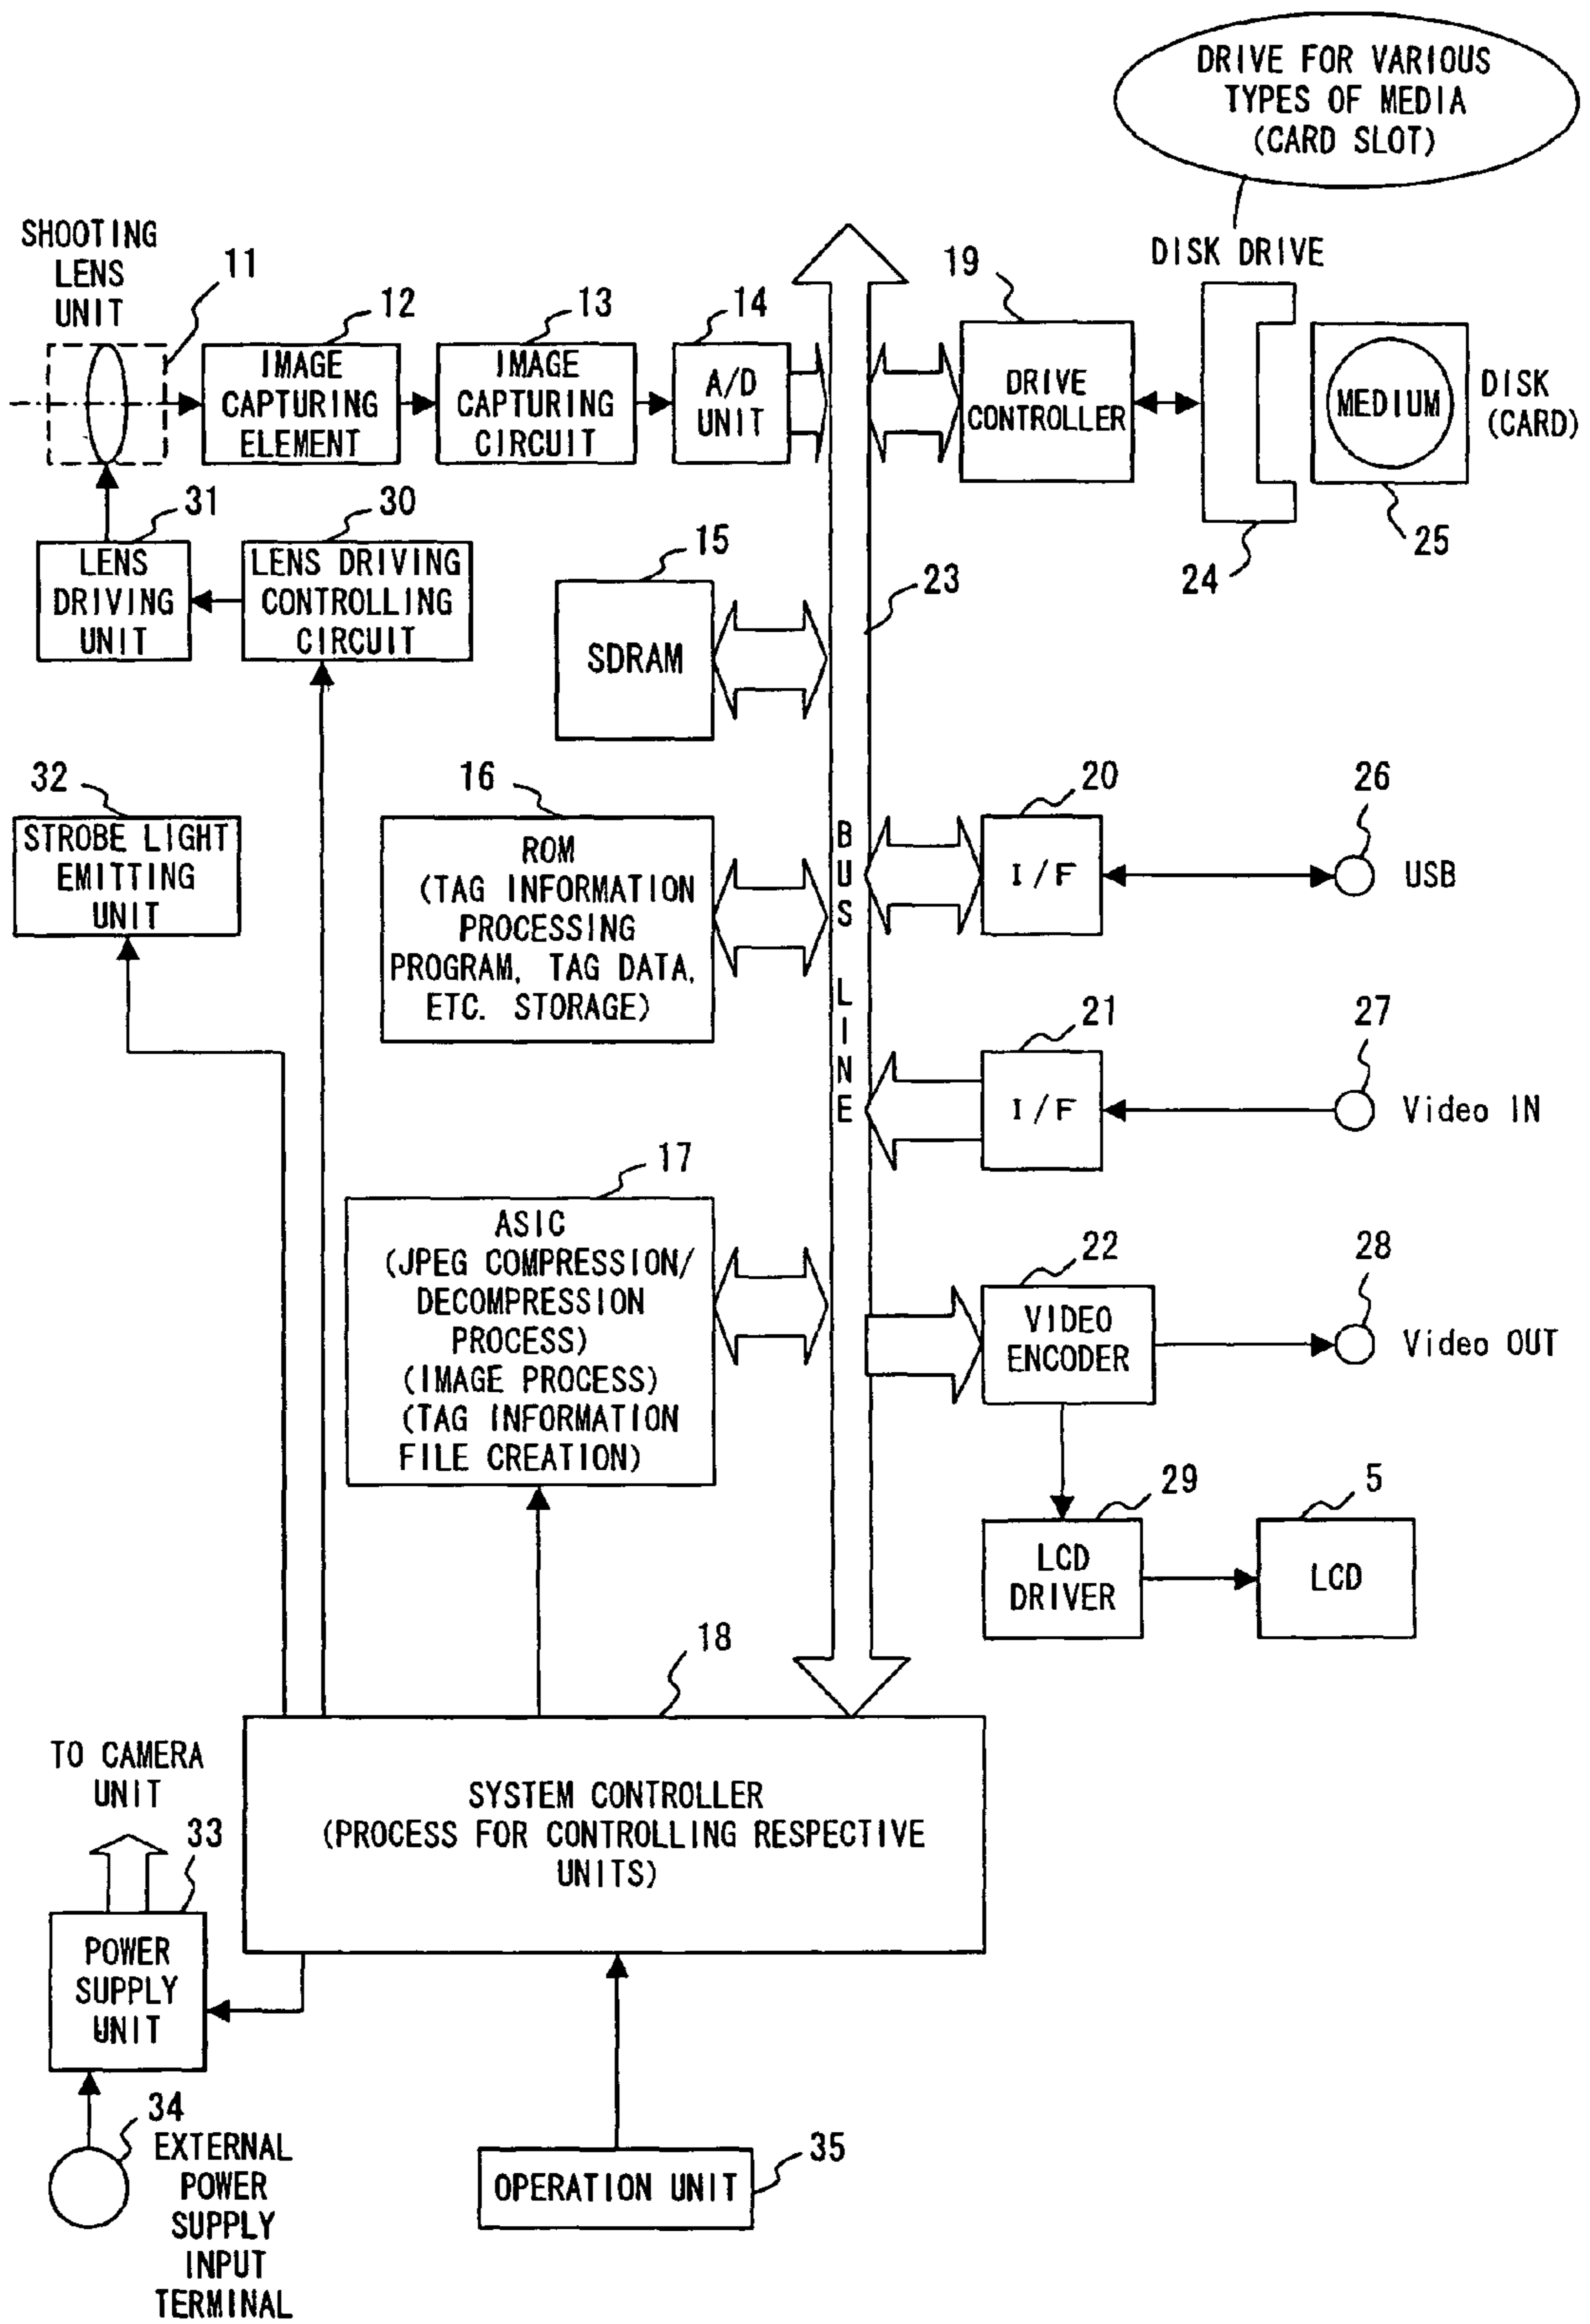 DRIVE FOR VARIOUS
TYPES OF MEDIA
(CARD SLOT)
SHOOTING
LENS
UNIT
11
12
13
14
19
DISK DRIVE
IMAGE
CAPTURING
ELEMENT
IMAGE
CAPTURING
CIRCUIT
A/D
UNIT
DRIVE
CONTROLLER
MEDIUM
DISK
(CARD)
31
30
15
23
24
25
LENS
DRIVING
UNIT
LENS DRIVING
CONTROLLING
CIRCUIT
SDRAM
32
16
20
26
STROBE LIGHT
EMITTING
UNIT
ROM
(TAG INFORMATION
PROCESSING
PROGRAM, TAG DATA,
ETC. STORAGE)
BUS LINE
I/F
USB
21
27
I/F
Video IN
17
22
28
ASIC
(JPEG COMPRESSION/
DECOMPRESSION
PROCESS)
(IMAGE PROCESS)
(TAG INFORMATION
FILE CREATION)
VIDEO
ENCODER
Video OUT
29
5
LCD
DRIVER
LCD
18
TO CAMERA
UNIT
33
SYSTEM CONTROLLER
(PROCESS FOR CONTROLLING RESPECTIVE
UNITS)
POWER
SUPPLY
UNIT
34
EXTERNAL
POWER
SUPPLY
INPUT
TERMINAL
35
OPERATION UNIT